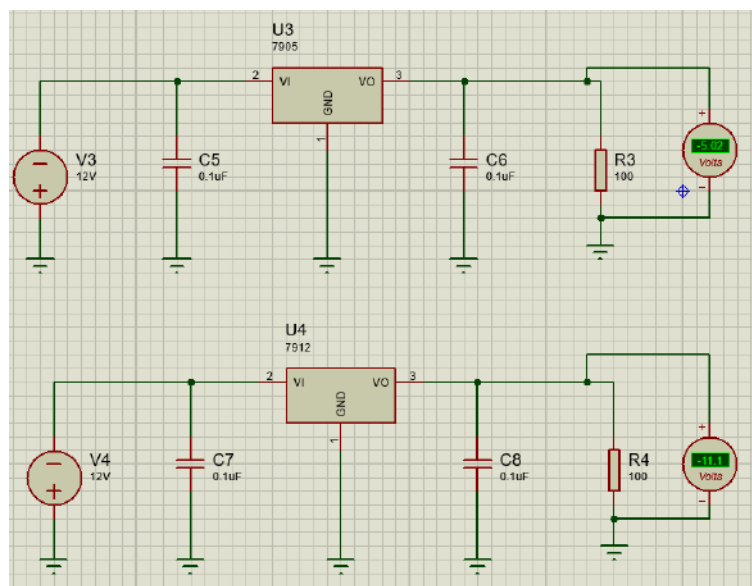 U3
7905
2
VI
VO
3
GND
1
V3
12V
C5
0.1uF
C6
0.1uF
R3
100
+
-5.02
Volts
−
−
+
U4
7912
2
VI
VO
3
GND
1
V4
12V
C7
0.1uF
C8
0.1uF
R4
100
+
-11.1
Volts
−
−
+